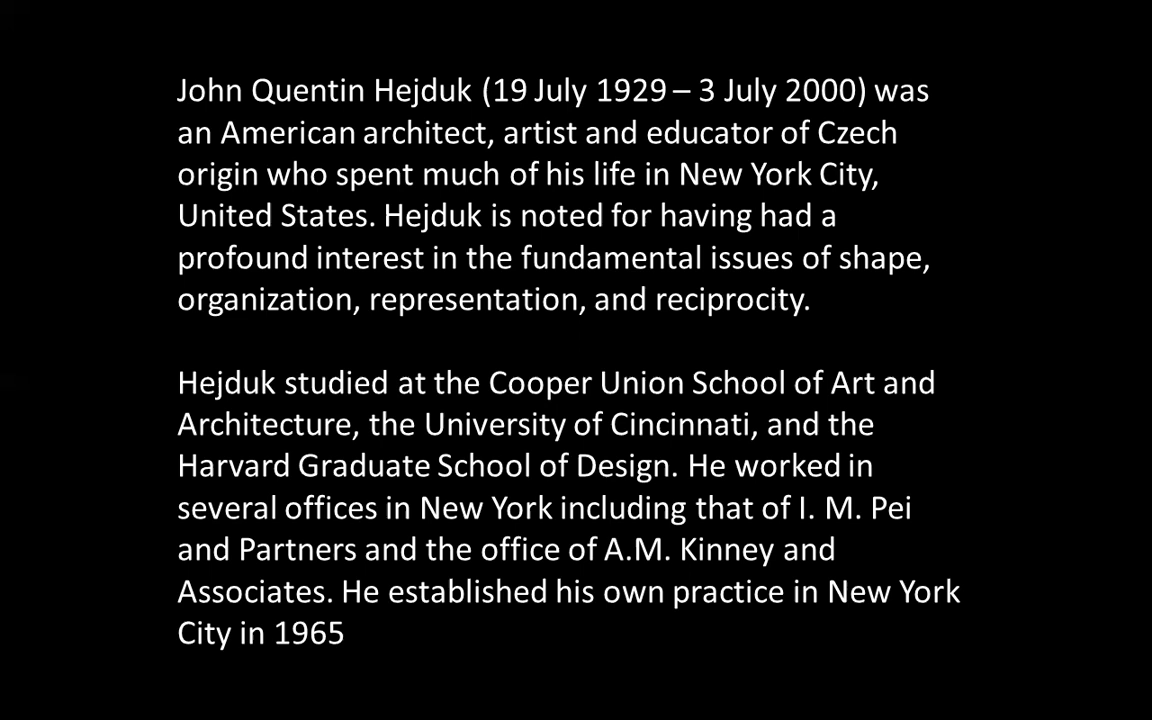 John Quentin Hejduk (19 July 1929 – 3 July 2000) was
an American architect, artist and educator of Czech
origin who spent much of his life in New York City,
United States. Hejduk is noted for having had a
profound interest in the fundamental issues of shape,
organization, representation, and reciprocity.
Hejduk studied at the Cooper Union School of Art and
Architecture, the University of Cincinnati, and the
Harvard Graduate School of Design. He worked in
several offices in New York including that of I. M. Pei
and Partners and the office of A.M. Kinney and
Associates. He established his own practice in New York
City in 1965